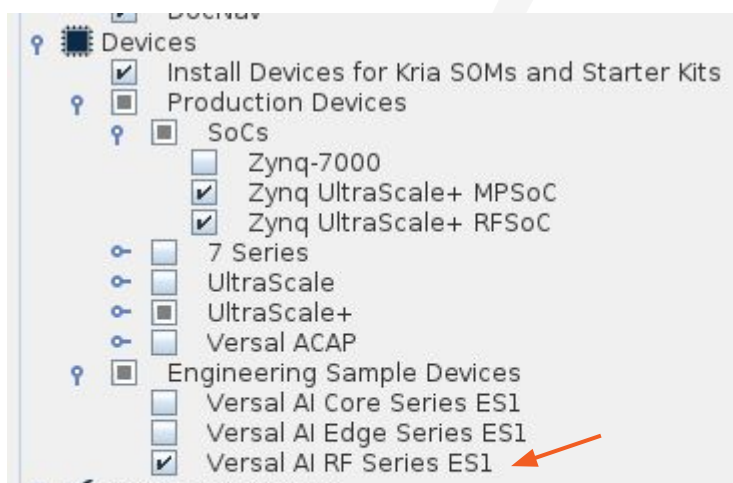 DocNav
Devices
Install Devices for Kria SOMs and Starter Kits
Production Devices
SoCs
Zynq-7000
Zynq UltraScale+ MPSoC
Zynq UltraScale+ RFSoC
7 Series
UltraScale
UltraScale+
Versal ACAP
Engineering Sample Devices
Versal AI Core Series ES1
Versal AI Edge Series ES1
Versal AI RF Series ES1